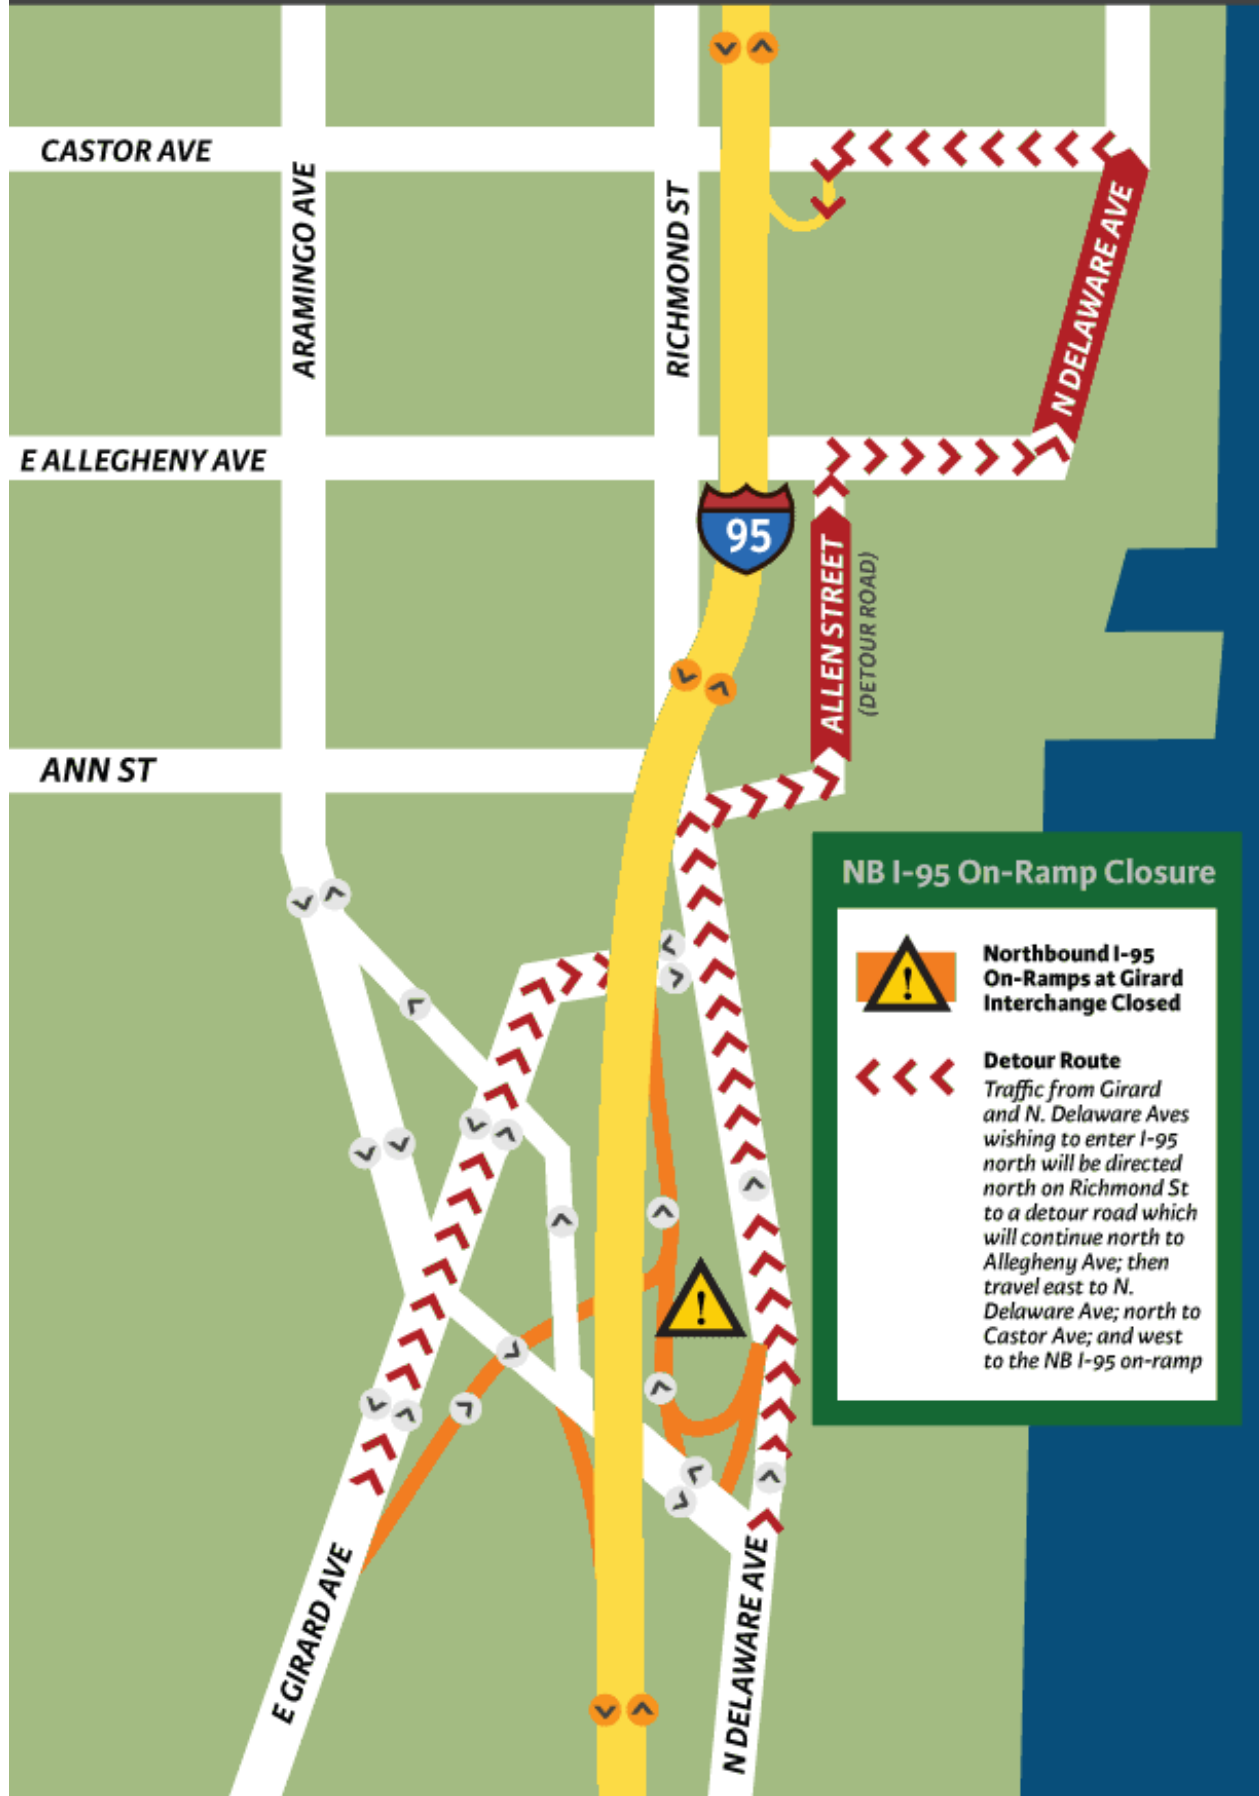 CASTOR AVE
ARAMINGO AVE
RICHMOND ST
N DELAWARE AVE
E ALLEGHENY AVE
95
ALLEN STREET
(DETOUR ROAD)
ANN ST
NB I-95 On-Ramp Closure
!
Northbound I-95
On-Ramps at Girard
Interchange Closed
Detour Route
Traffic from Girard
and N. Delaware Aves
wishing to enter I-95
north will be directed
north on Richmond St
to a detour road which
will continue north to
Allegheny Ave; then
travel east to N.
Delaware Ave; north to
Castor Ave; and west
to the NB I-95 on-ramp
!
E GIRARD AVE
N DELAWARE AVE